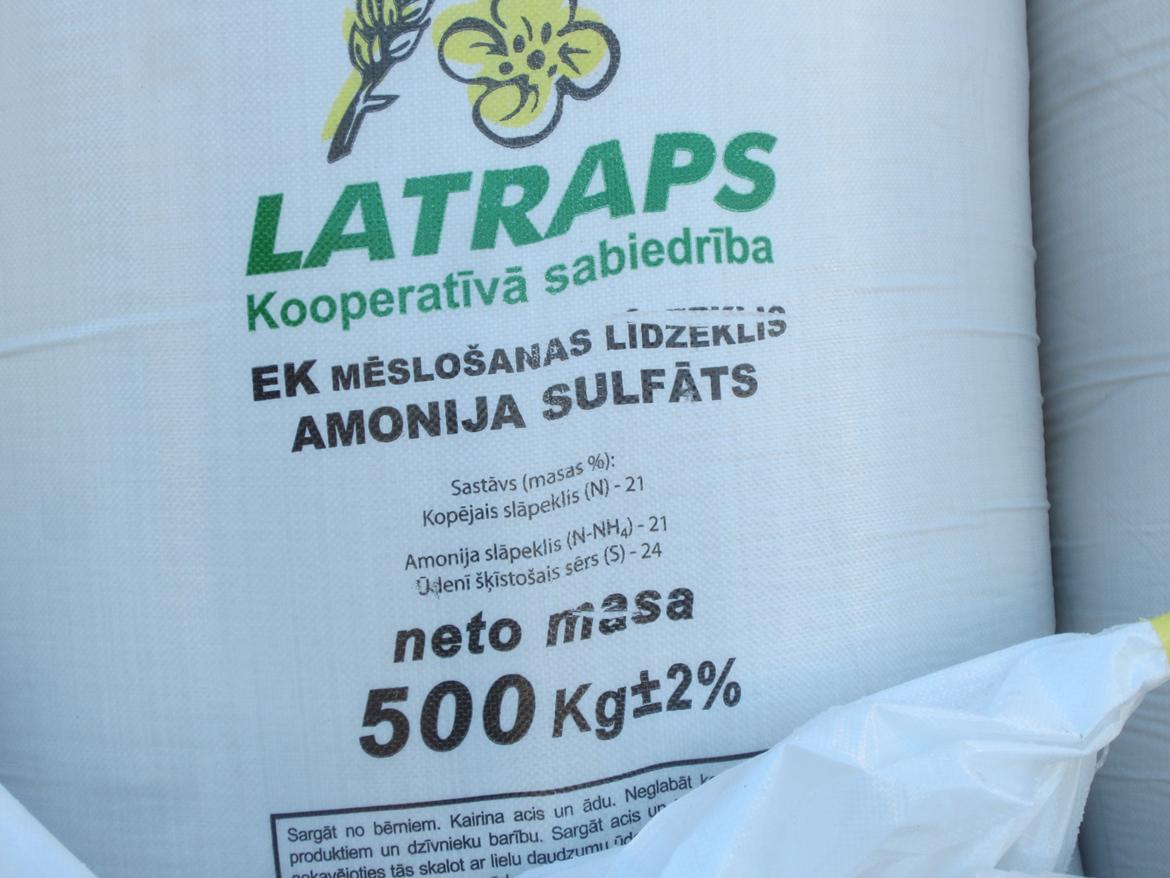 LATRAPS
Kooperatīvā sabiedrība
EK MĒSLOŠANAS LĪDZEKLIS
AMONIJA SULFĀTS
Sastāvs (masas %):
Kopējais slāpeklis (N) - 21
Amonija slāpeklis (N-NH₄) - 21
Ūdenī šķīstošais sērs (S) - 24
neto masa
500 Kg±2%
Sargāt no bērniem. Kairina acis un ādu. Neglabāt
produktiem un dzīvnieku barību. Sargāt acis un
nekavējoties tās skalot ar lielu daudzumu